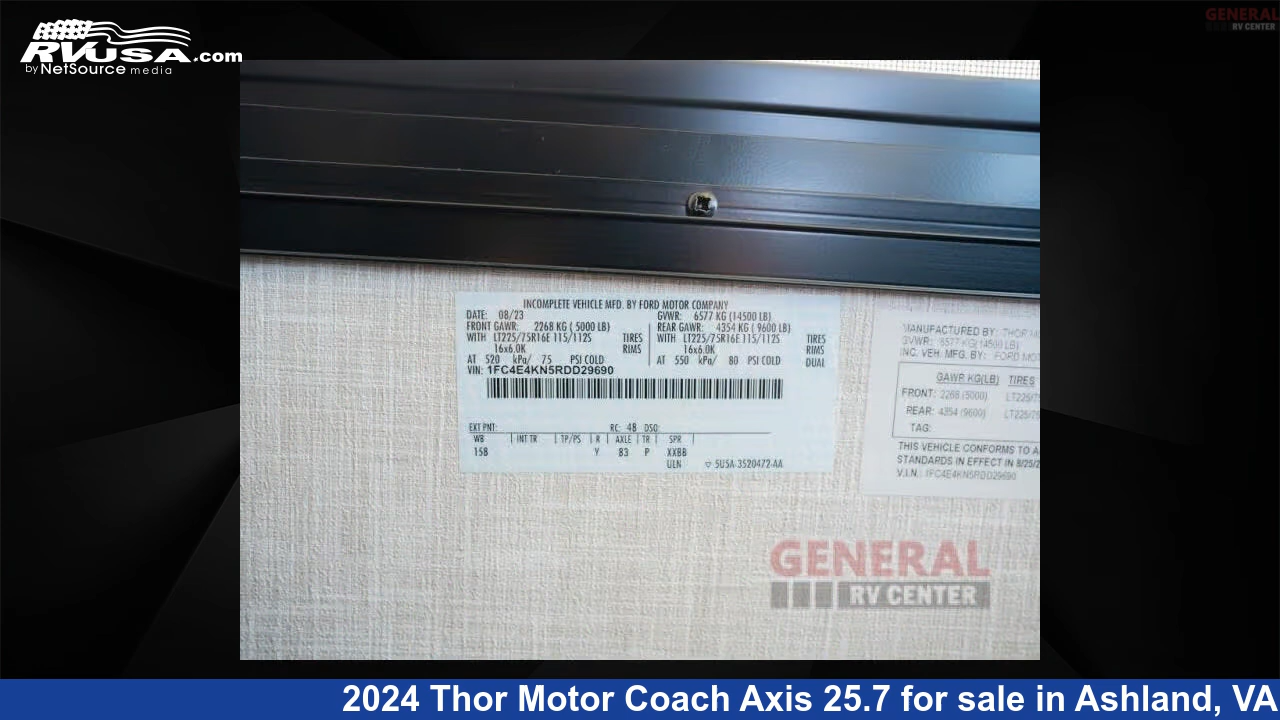 RVUSA.com
by NetSource media
GENERAL
RV CENTER
INCOMPLETE VEHICLE MFD. BY FORD MOTOR COMPANY
DATE: 08/23 GVWR: 6577 KG (14500 LB)
FRONT GAWR: 2268 KG ( 5000 LB) REAR GAWR: 4354 KG ( 9600 LB)
WITH LT225/75R16E 115/112S TIRES WITH LT225/75R16E 115/112S TIRES
16x6.0K RIMS 16x6.0K RIMS
AT 520 kPa/ 75 PSI COLD AT 550 kPa/ 80 PSI COLD DUAL
VIN: 1FC4E4KN5RDD29690
EXT PNT: RC: 48 DSO:
WB INT TR TP/PS R AXLE TR SPR
158 Y 83 P XXBB
ULN 5U5A-3520472-AA
MANUFACTURED BY: THOR
GVWR: 6577 KG(14500 LB)
INC. VEH. MFG. BY: FORD
GAWR KG(LB) TIRES
FRONT: 2268 (5000) LT225/75
REAR: 4354 (9600) LT225/75
TAG:
THIS VEHICLE CONFORMS TO
STANDARDS IN EFFECT IN 8/25/2
V.I.N.: 1FC4E4KN5RDD29690
GENERAL
RV CENTER
2024 Thor Motor Coach Axis 25.7 for sale in Ashland, VA